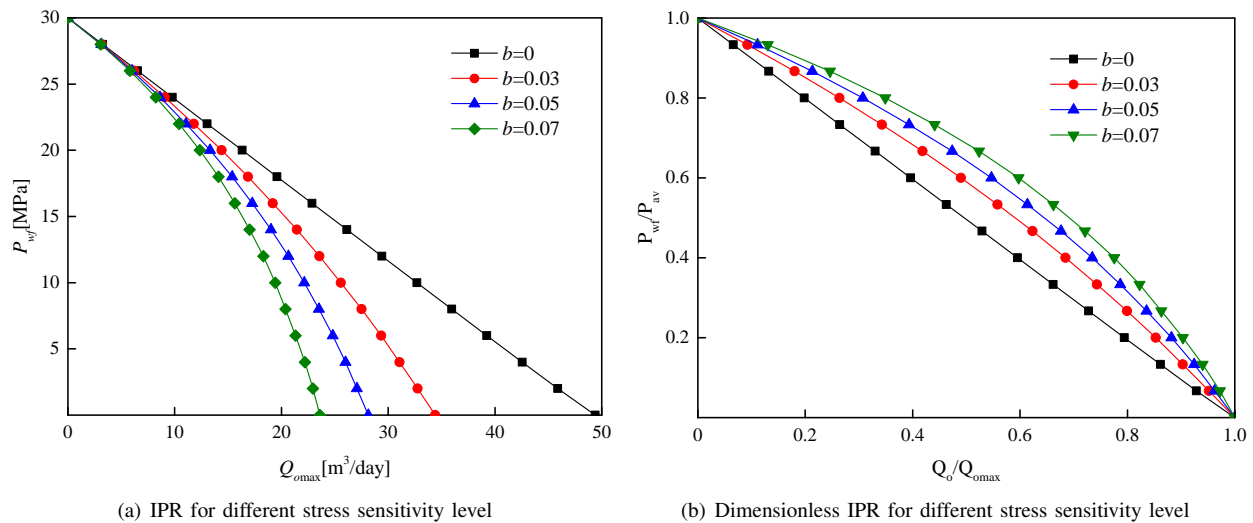 30
25
20
15
10
5
0
10
20
30
40
50
P_wf[MPa]
Q_omax[m³/day]
b=0
b=0.03
b=0.05
b=0.07
(a) IPR for different stress sensitivity level
1.0
0.8
0.6
0.4
0.2
0
0.2
0.4
0.6
0.8
1.0
P_wf/P_av
Q_o/Q_omax
b=0
b=0.03
b=0.05
b=0.07
(b) Dimensionless IPR for different stress sensitivity level